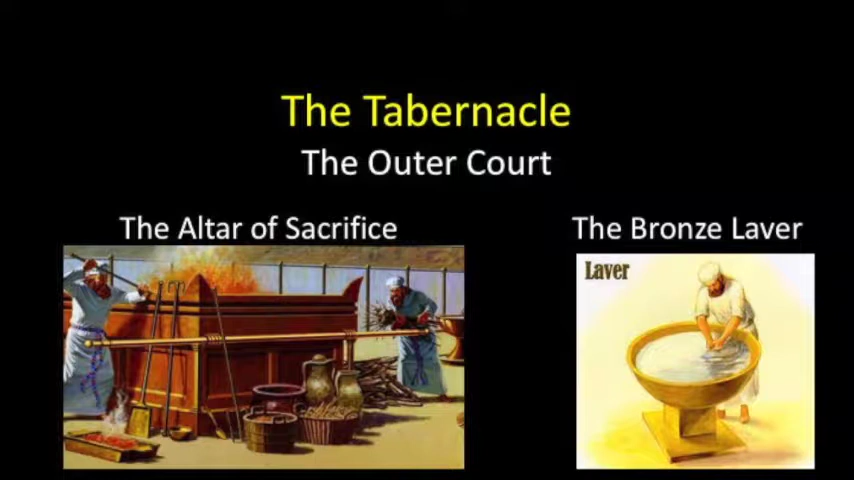 The Tabernacle
The Outer Court
The Altar of Sacrifice
The Bronze Laver
Laver